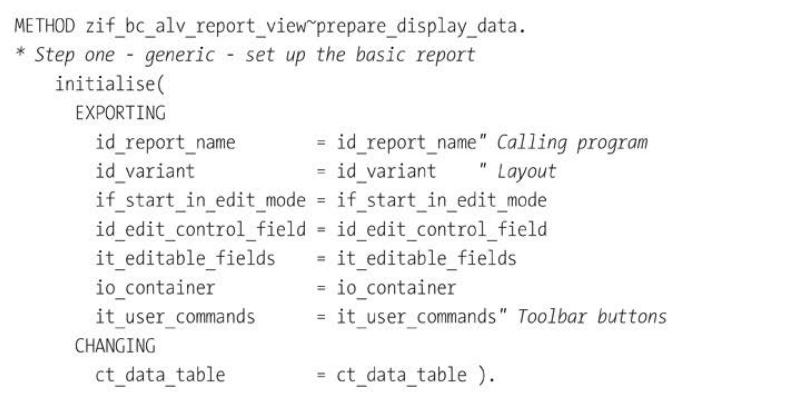 METHOD zif_bc_alv_report_view~prepare_display_data.
* Step one - generic - set up the basic report
    initialise(
      EXPORTING
        id_report_name        = id_report_name" Calling program
        id_variant            = id_variant    " Layout
        if_start_in_edit_mode = if_start_in_edit_mode
        id_edit_control_field = id_edit_control_field
        it_editable_fields    = it_editable_fields
        io_container          = io_container
        it_user_commands      = it_user_commands" Toolbar buttons
      CHANGING
        ct_data_table         = ct_data_table ).